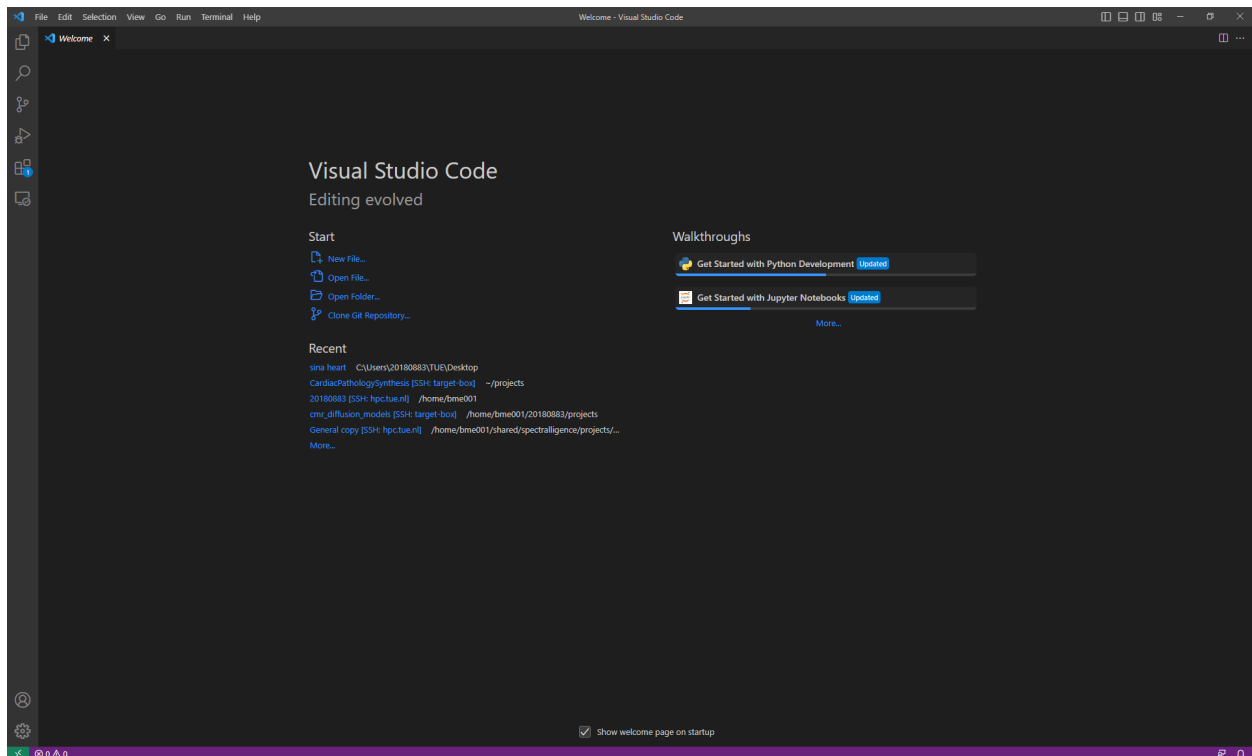 File Edit Selection View Go Run Terminal Help
Welcome - Visual Studio Code
Welcome
1
Visual Studio Code
Editing evolved
Start
New File...
Open File...
Open Folder...
Clone Git Repository...
Recent
sina heart C:\Users\20180883\TUE\Desktop
CardiacPathologySynthesis [SSH: target-box] ~/projects
20180883 [SSH: hpc.tue.nl] /home/bme001
cmr_diffusion_models [SSH: target-box] /home/bme001/20180883/projects
General copy [SSH: hpc.tue.nl] /home/bme001/shared/spectralligence/projects/...
More...
Walkthroughs
Get Started with Python Development Updated
Get Started with Jupyter Notebooks Updated
More...
Show welcome page on startup
0 0